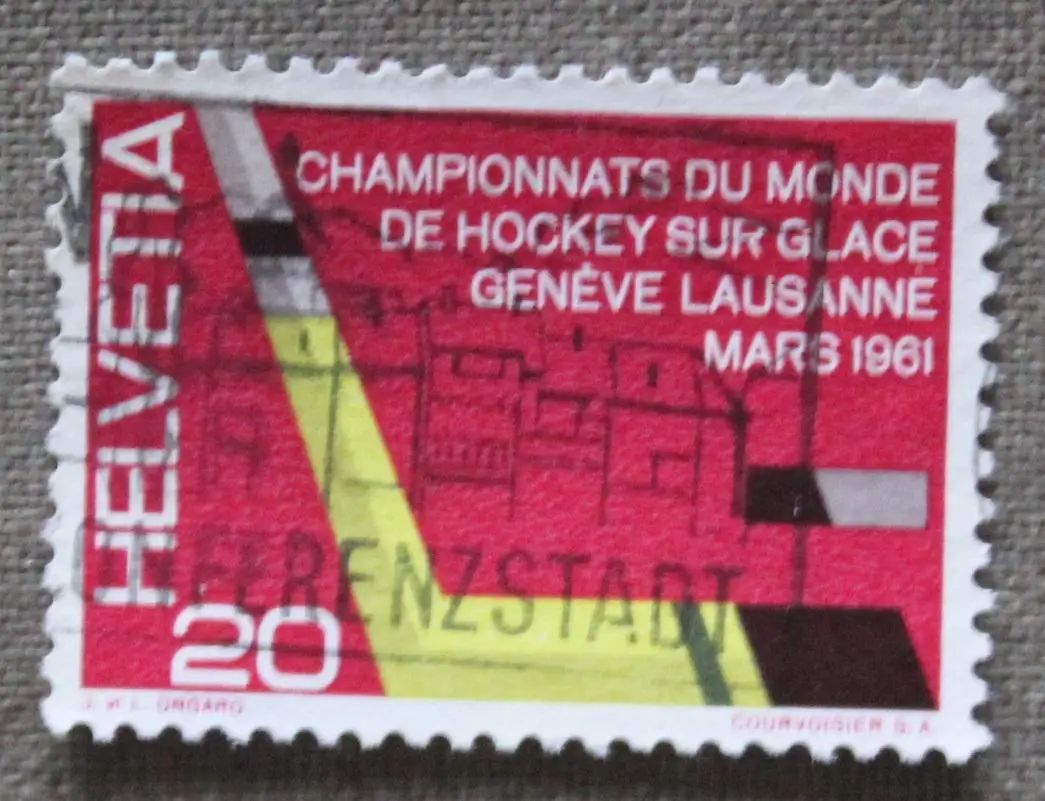 HELVETIA
CHAMPIONNATS DU MONDE
DE HOCKEY SUR GLACE
GENÈVE LAUSANNE
MARS 1961
20
COURVOISIER S.A.